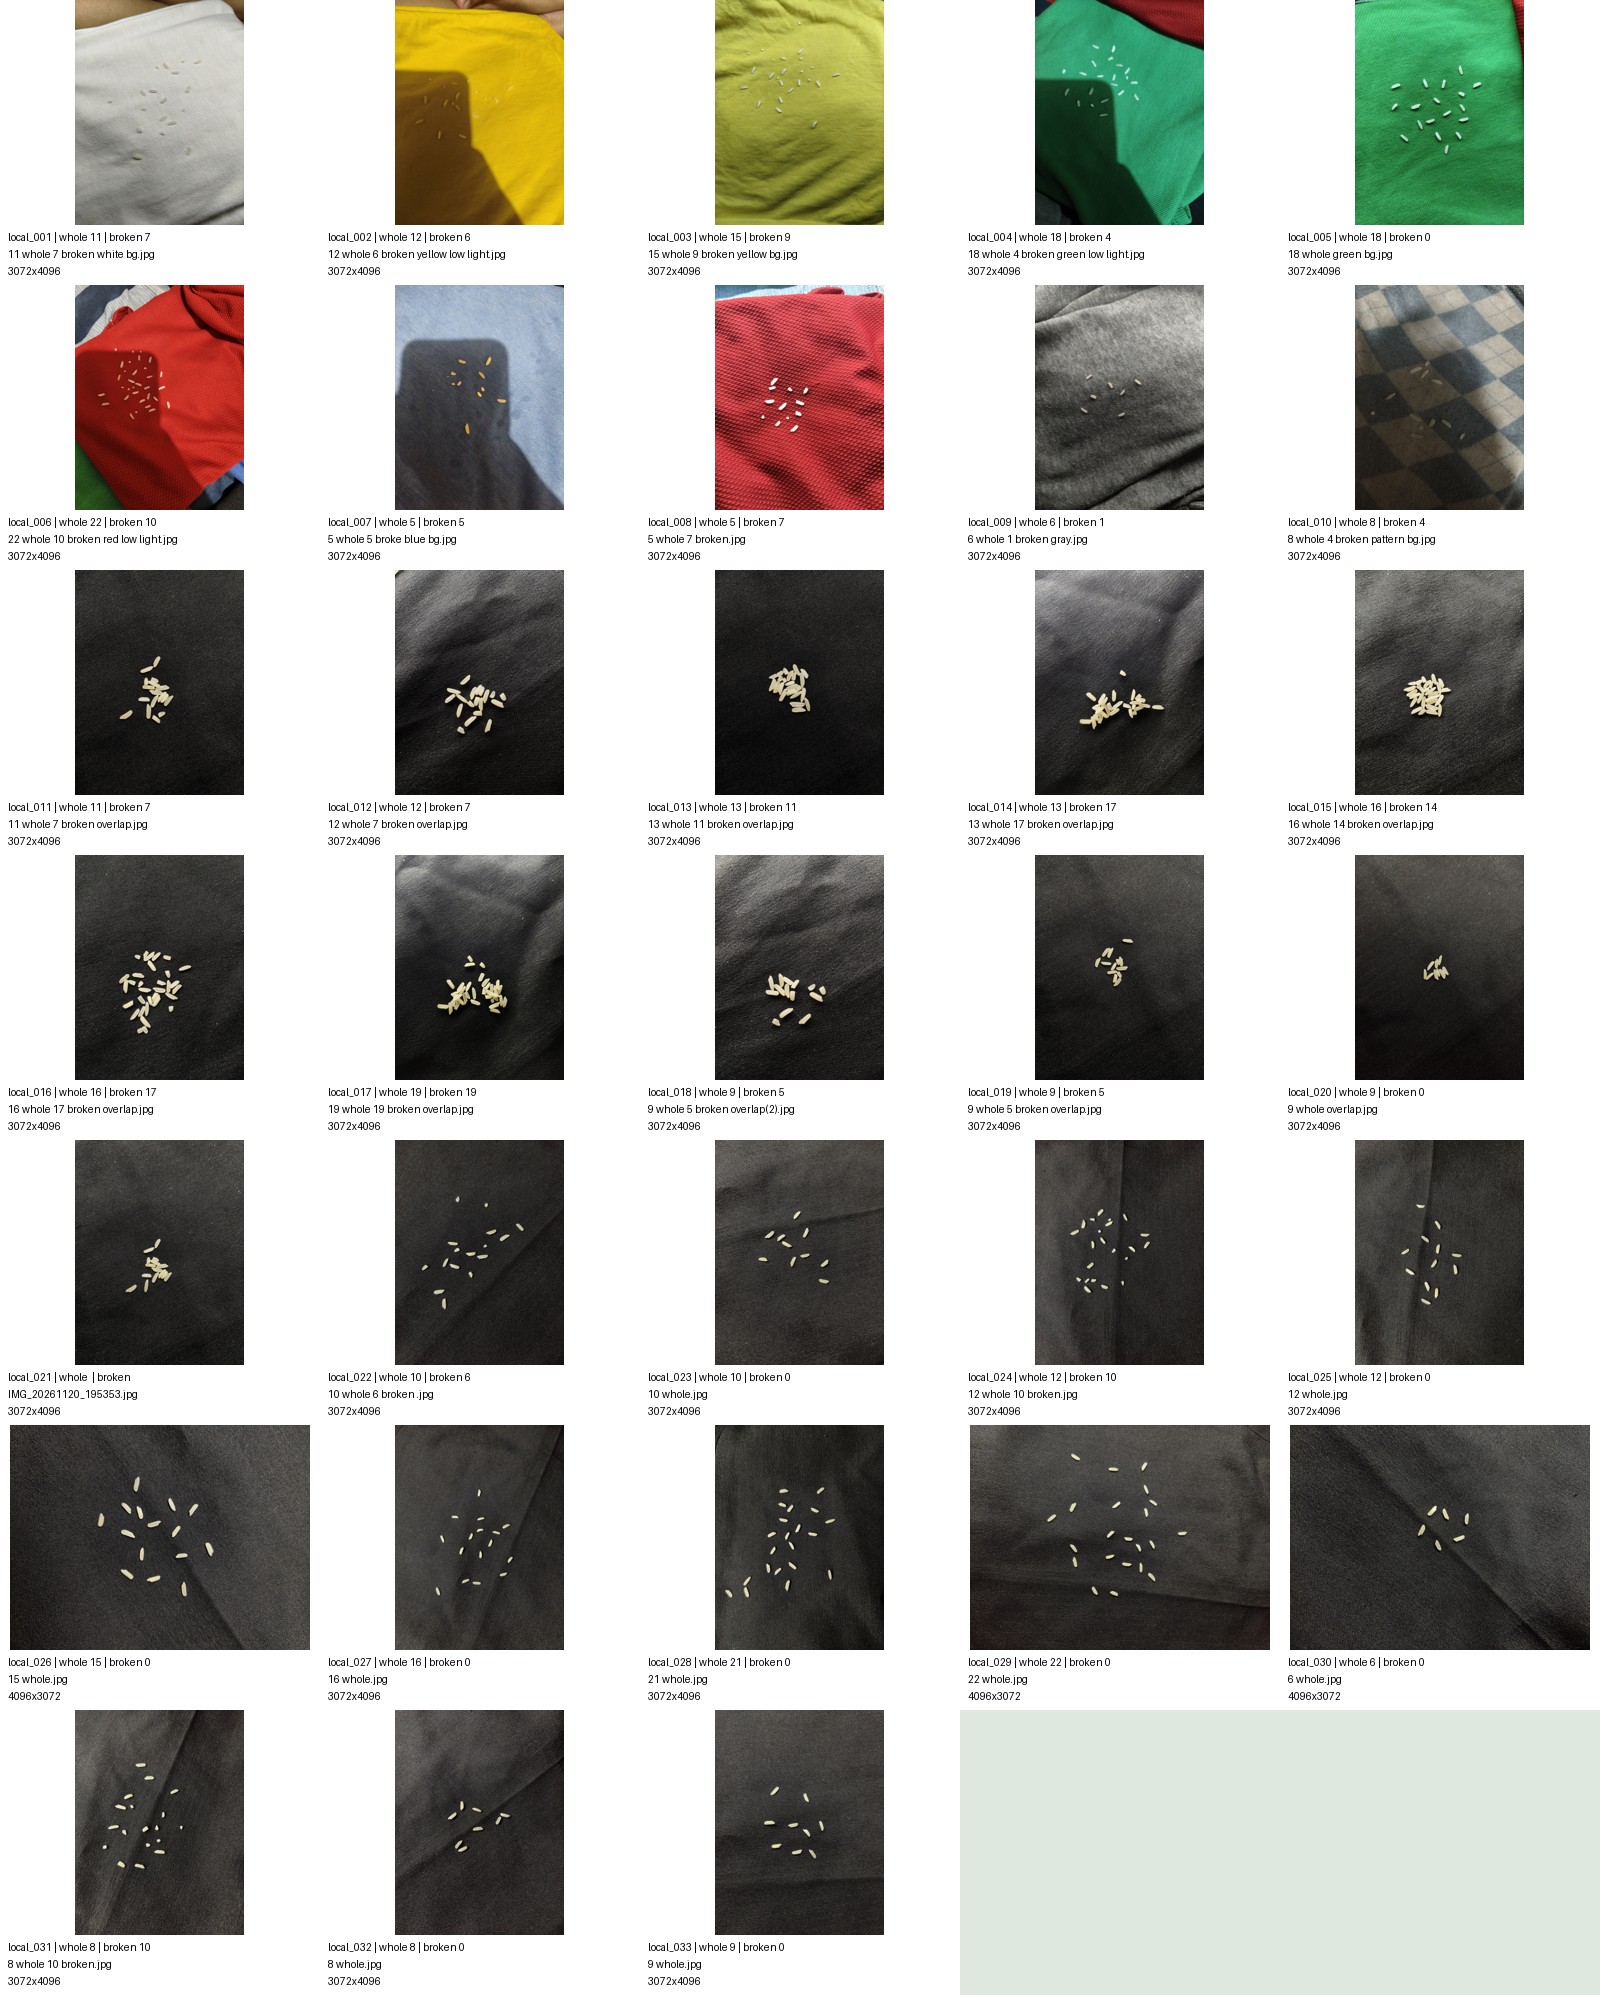 local_001 | whole 11 | broken 7
11 whole 7 broken white bg.jpg
3072x4096
local_002 | whole 12 | broken 6
12 whole 6 broken yellow low light.jpg
3072x4096
local_003 | whole 15 | broken 9
15 whole 9 broken yellow bg.jpg
3072x4096
local_004 | whole 18 | broken 4
18 whole 4 broken green low light.jpg
3072x4096
local_005 | whole 18 | broken 0
18 whole green bg.jpg
3072x4096
local_006 | whole 22 | broken 10
22 whole 10 broken red low light.jpg
3072x4096
local_007 | whole 5 | broken 5
5 whole 5 broke blue bg.jpg
3072x4096
local_008 | whole 5 | broken 7
5 whole 7 broken.jpg
3072x4096
local_009 | whole 6 | broken 1
6 whole 1 broken gray.jpg
3072x4096
local_010 | whole 8 | broken 4
8 whole 4 broken pattern bg.jpg
3072x4096
local_011 | whole 11 | broken 7
11 whole 7 broken overlap.jpg
3072x4096
local_012 | whole 12 | broken 7
12 whole 7 broken overlap.jpg
3072x4096
local_013 | whole 13 | broken 11
13 whole 11 broken overlap.jpg
3072x4096
local_014 | whole 13 | broken 17
13 whole 17 broken overlap.jpg
3072x4096
local_015 | whole 16 | broken 14
16 whole 14 broken overlap.jpg
3072x4096
local_016 | whole 16 | broken 17
16 whole 17 broken overlap.jpg
3072x4096
local_017 | whole 19 | broken 19
19 whole 19 broken overlap.jpg
3072x4096
local_018 | whole 9 | broken 5
9 whole 5 broken overlap(2).jpg
3072x4096
local_019 | whole 9 | broken 5
9 whole 5 broken overlap.jpg
3072x4096
local_020 | whole 9 | broken 0
9 whole overlap.jpg
3072x4096
local_021 | whole | broken
IMG_20261120_195353.jpg
3072x4096
local_022 | whole 10 | broken 6
10 whole 6 broken .jpg
3072x4096
local_023 | whole 10 | broken 0
10 whole.jpg
3072x4096
local_024 | whole 12 | broken 10
12 whole 10 broken.jpg
3072x4096
local_025 | whole 12 | broken 0
12 whole.jpg
3072x4096
local_026 | whole 15 | broken 0
15 whole.jpg
4096x3072
local_027 | whole 16 | broken 0
16 whole.jpg
3072x4096
local_028 | whole 21 | broken 0
21 whole.jpg
3072x4096
local_029 | whole 22 | broken 0
22 whole.jpg
4096x3072
local_030 | whole 6 | broken 0
6 whole.jpg
4096x3072
local_031 | whole 8 | broken 10
8 whole 10 broken.jpg
3072x4096
local_032 | whole 8 | broken 0
8 whole.jpg
3072x4096
local_033 | whole 9 | broken 0
9 whole.jpg
3072x4096